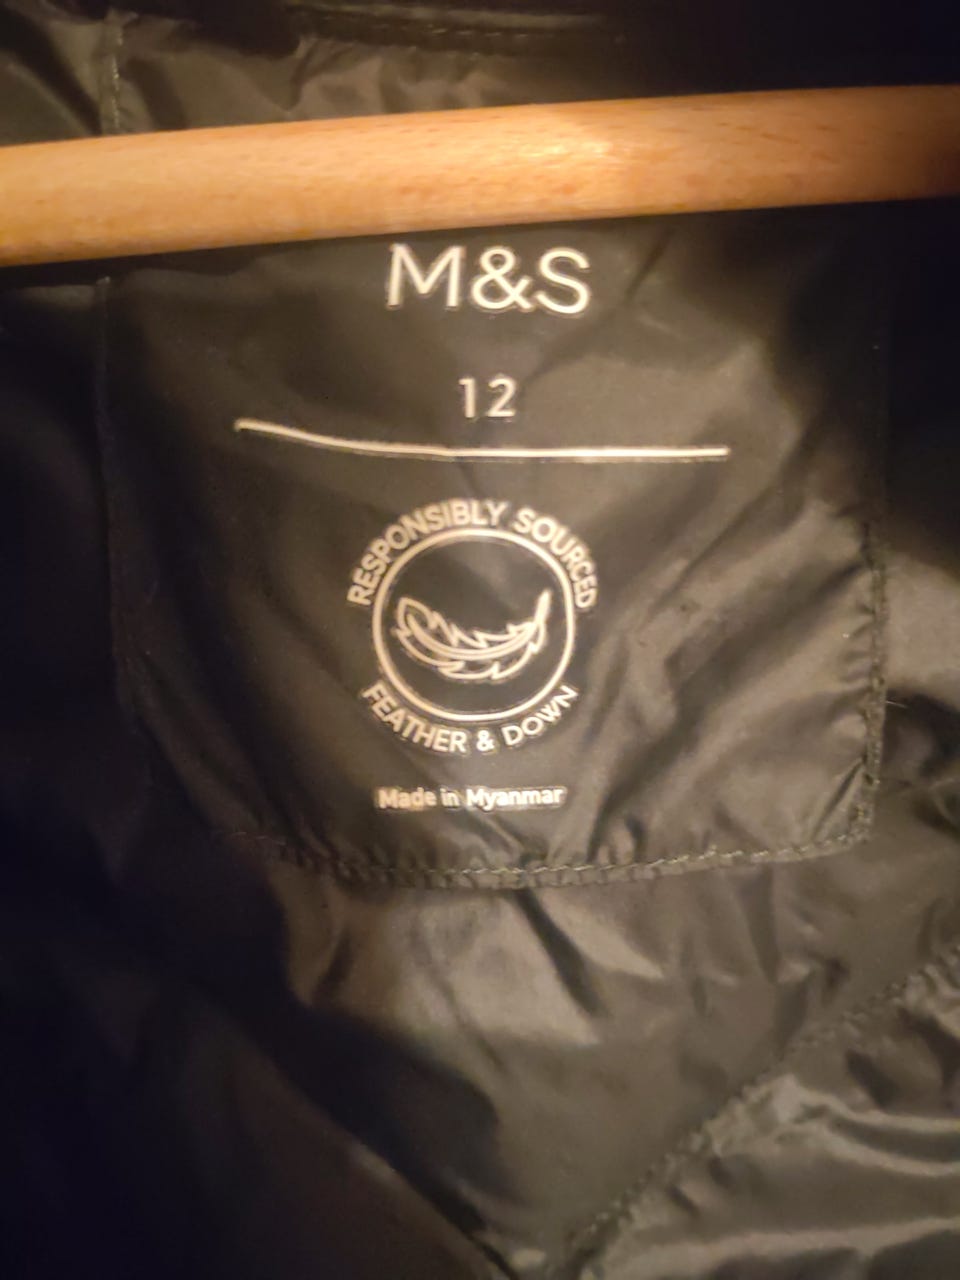 M&S
12
RESPONSIBLY SOURCED
FEATHER & DOWN
Made in Myanmar